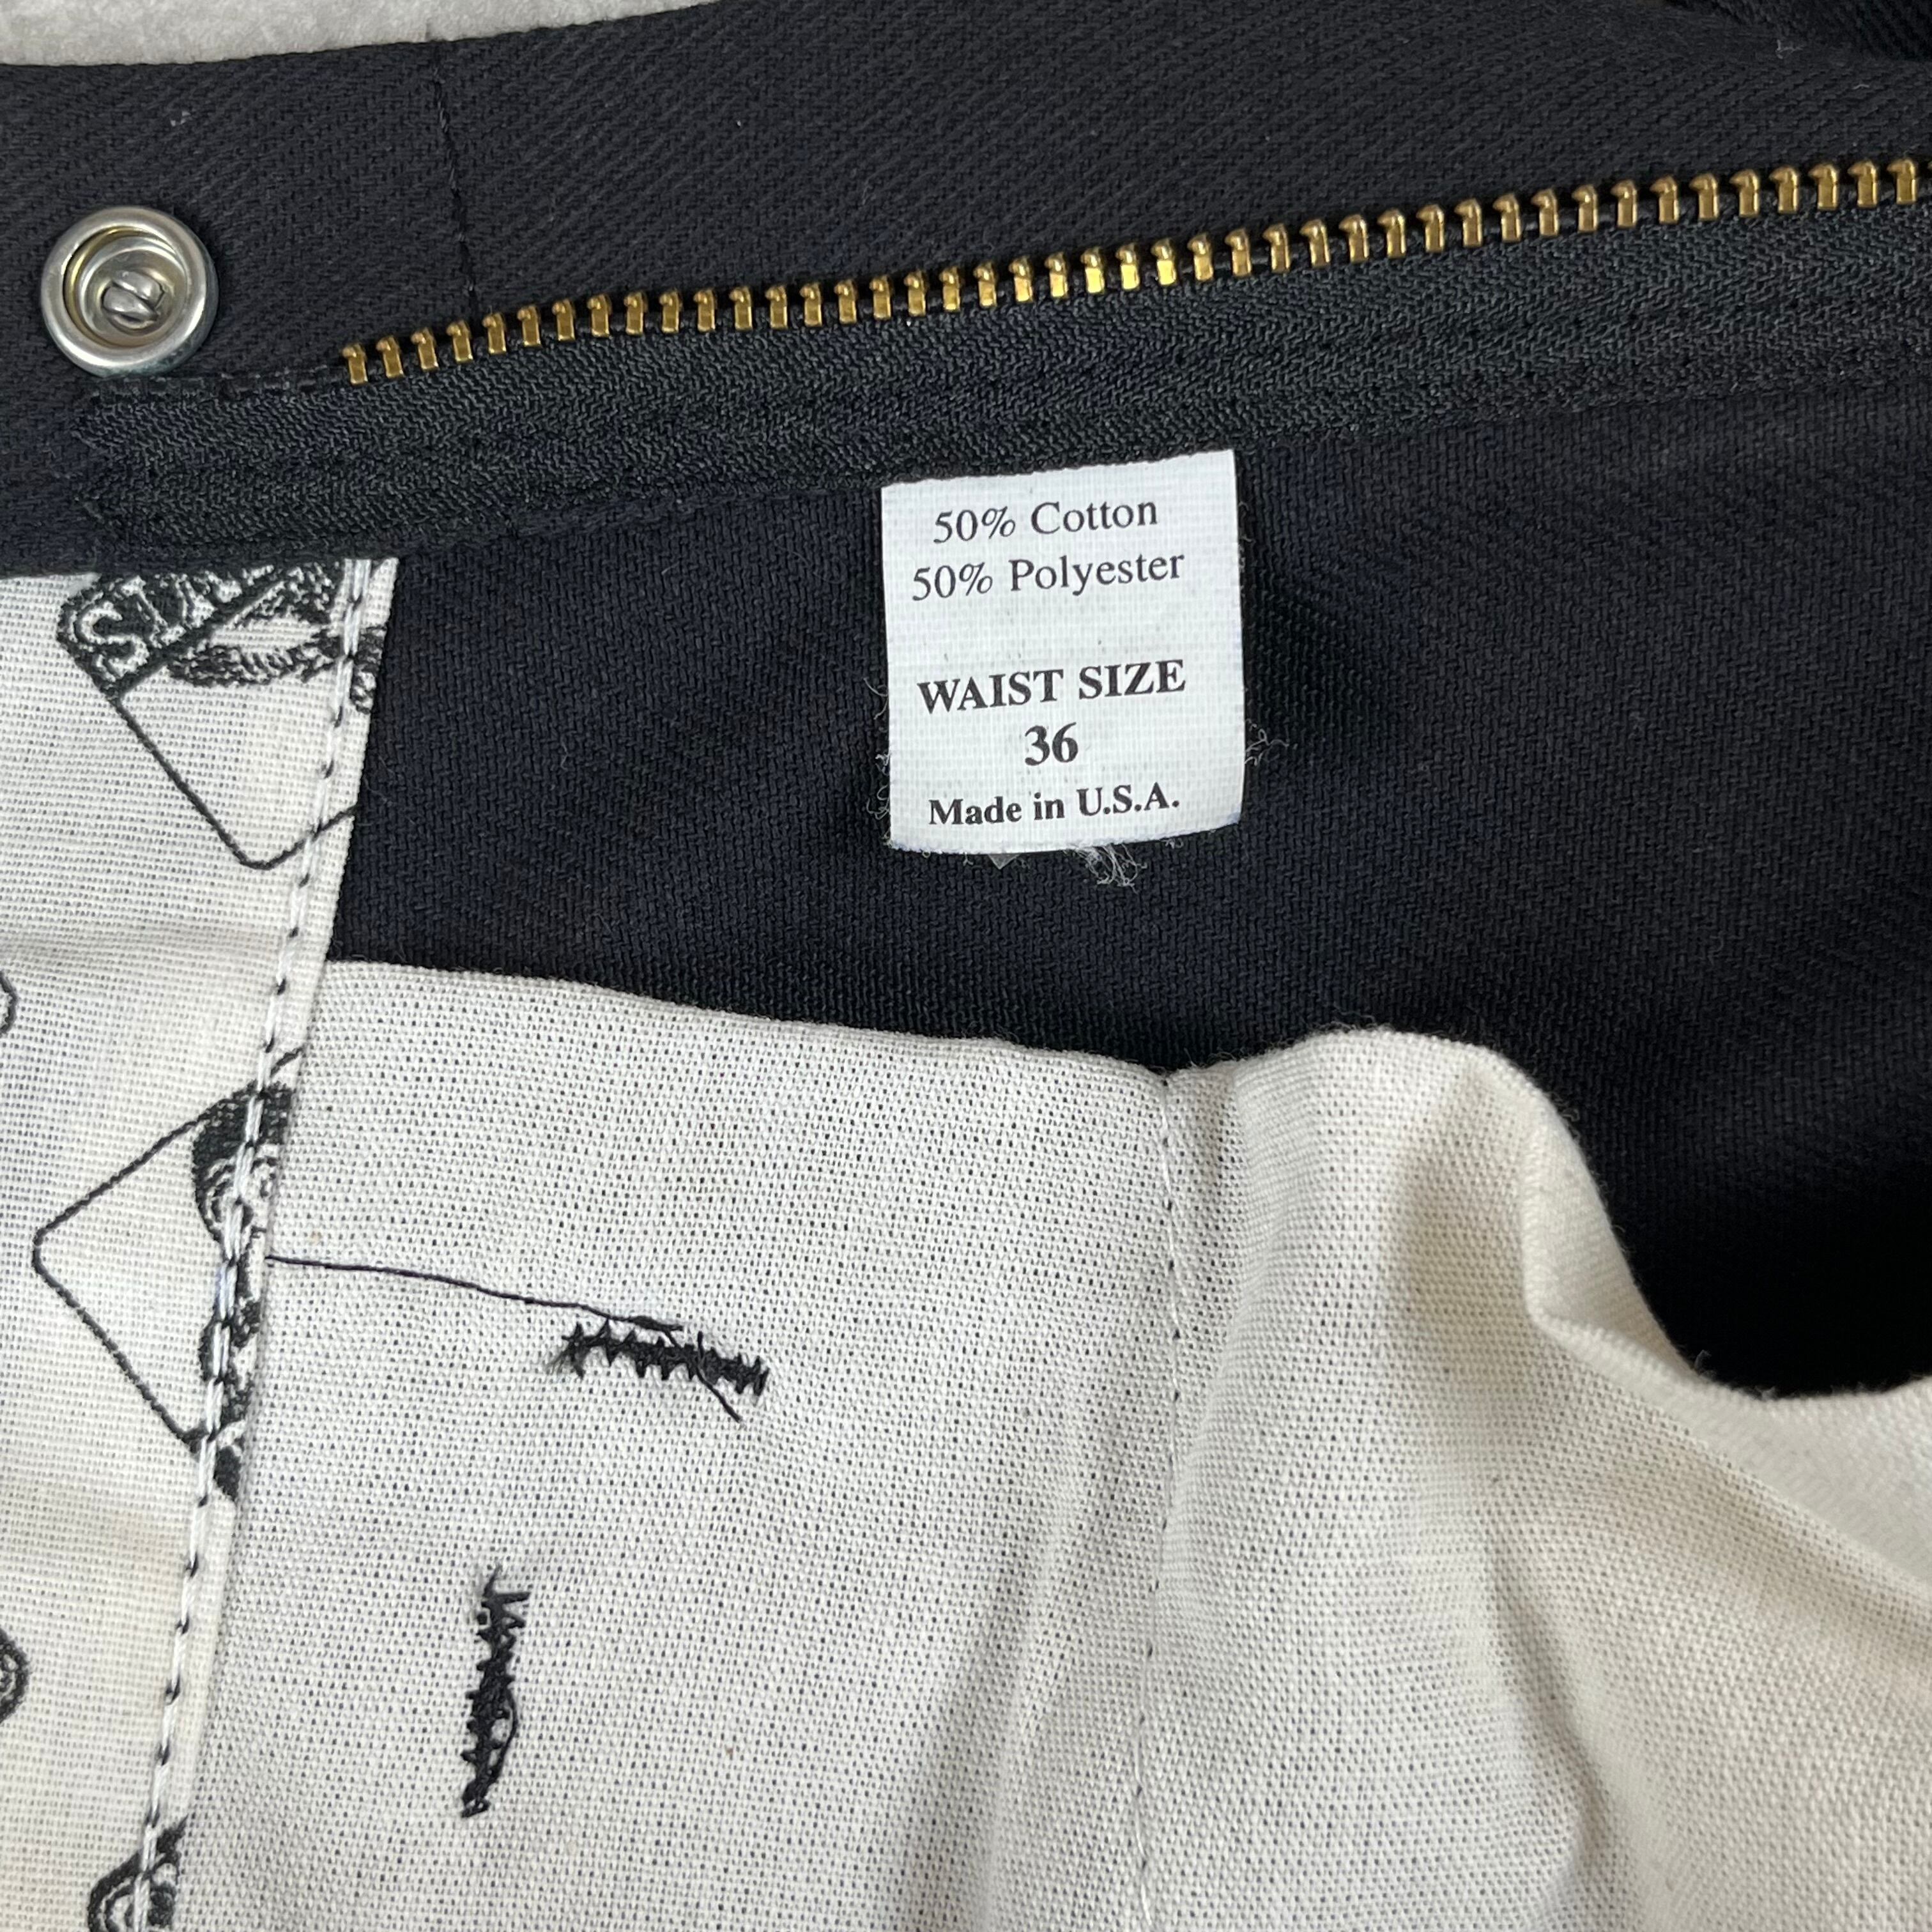 50% Cotton
50% Polyester
WAIST SIZE
36
Made in U.S.A.